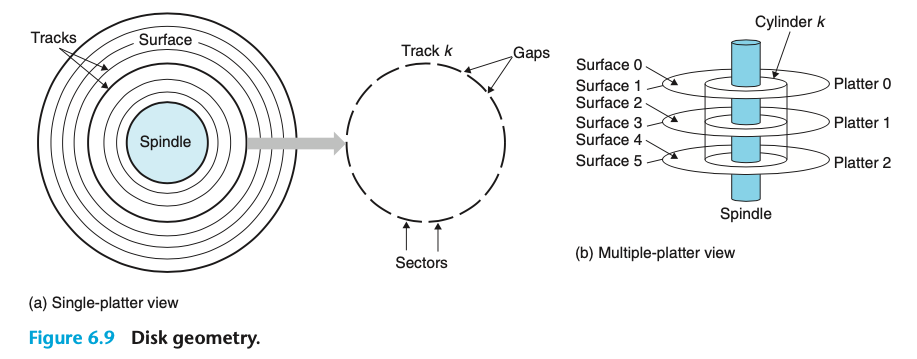 Tracks
Surface
Spindle
Track k
Gaps
Sectors
(a) Single-platter view
Cylinder k
Surface 0
Surface 1
Surface 2
Surface 3
Surface 4
Surface 5
Platter 0
Platter 1
Platter 2
Spindle
(b) Multiple-platter view
Figure 6.9 Disk geometry.